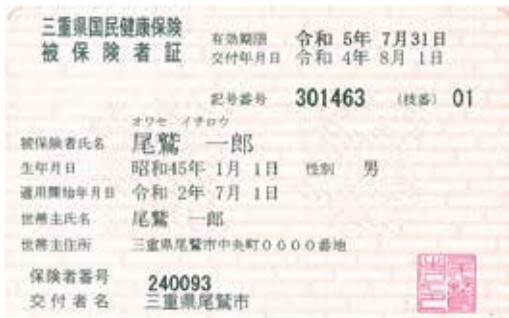 三重県国民健康保険
被保険者証
有効期限 令和 5年 7月31日
交付年月日 令和 4年 8月 1日
記号番号 301463 (枝番) 01
オワセ イチロウ
被保険者氏名 尾鷲 一郎
生年月日 昭和45年 1月 1日 性別 男
適用開始年月日 令和 2年 7月 1日
世帯主氏名 尾鷲 一郎
世帯主住所 三重県尾鷲市中央町００００番地
保険者番号 240093
交付者名 三重県尾鷲市